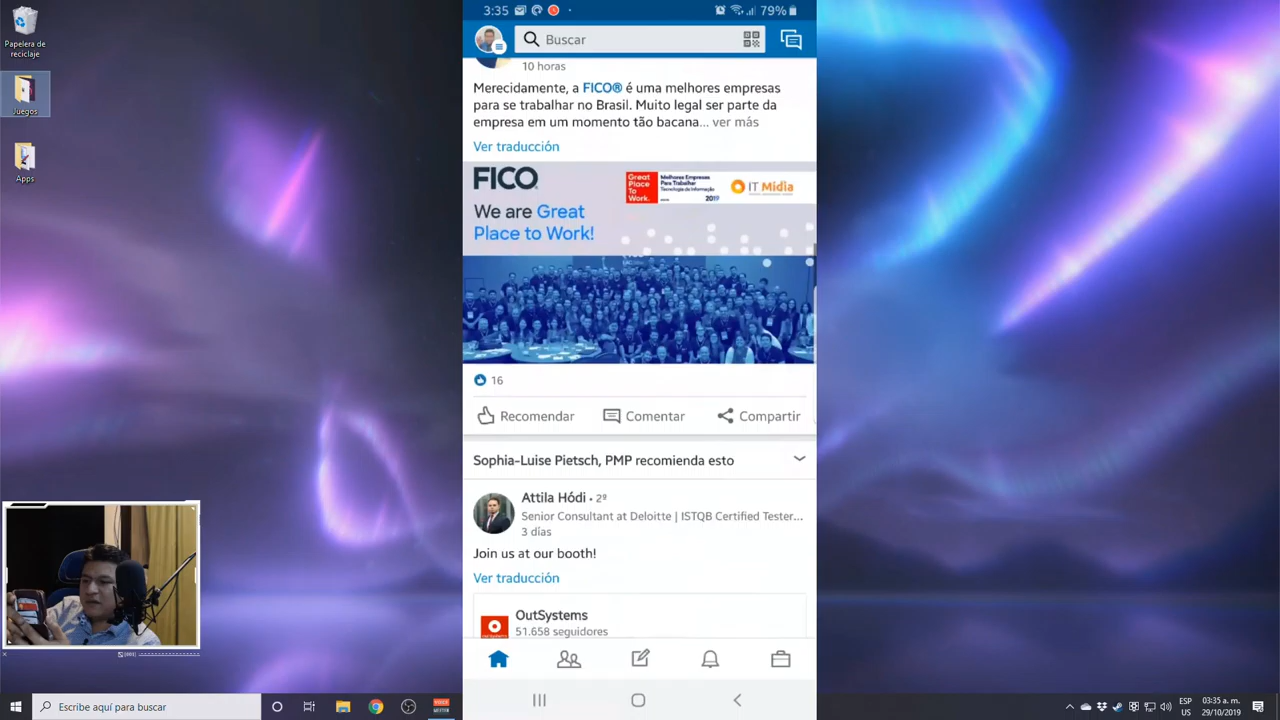 Papelera de
reciclaje
Juegos
Apps
3:35
79%
Buscar
10 horas
Merecidamente, a FICO® é uma melhores empresas
para se trabalhar no Brasil. Muito legal ser parte da
empresa em um momento tão bacana... ver más
Ver traducción
FICO
We are Great
Place to Work!
Great
Place
To
Work.
Melhores Empresas
Para Trabalhar
Tecnologia da Informação
2019
IT Mídia
16
Recomendar
Comentar
Compartir
Sophia-Luise Pietsch, PMP recomienda esto
Attila Hódi • 2º
Senior Consultant at Deloitte | ISTQB Certified Tester...
3 días
Join us at our booth!
Ver traducción
OutSystems
51.658 seguidores
Escribe aquí para buscar
ESP
US
03:35 a. m.
29/10/2019